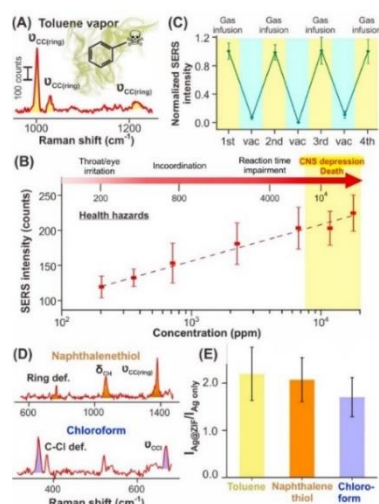 (A) Toluene vapor
υCC(ring)
υCC(ring)
υCC(ring)
100 counts
1000 1200
Raman shift (cm⁻¹)
(C) Gas infusion Gas infusion Gas infusion Gas infusion
Normalized SERS intensity
1.2
0.8
0.4
0.0
1st vac 2nd vac 3rd vac 4th
(B) Throat/eye irritation Incoordination Reaction time impairment CNS depression Death
200 800 4000 10⁴
Health hazards
SERS intensity (counts)
250
200
150
100
10² 10³ 10⁴
Concentration (ppm)
(D) Naphthalenethiol
Ring def. δCH υCC(ring)
600 1000 1400
Chloroform
C-Cl def. υCCl
400 600
Raman shift (cm⁻¹)
(E)
IAg@ZIF/IAg only
2.0
1.0
0.0
Toluene Naphthalene thiol Chloro-form